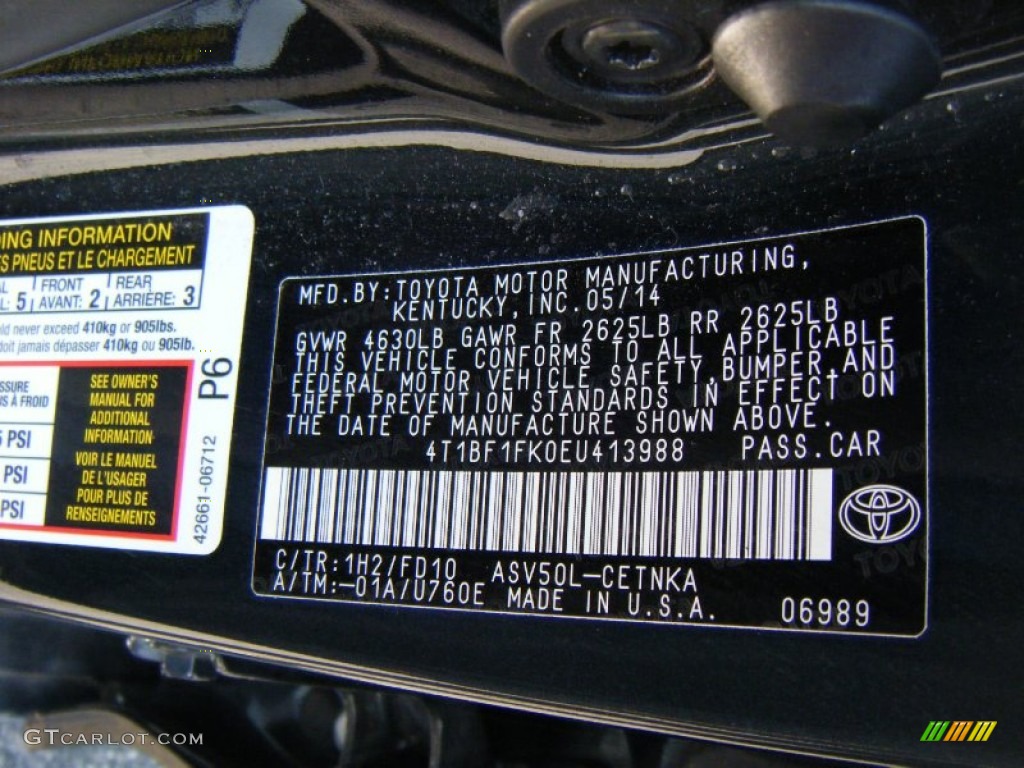 ING INFORMATION
S PNEUS ET LE CHARGEMENT
5 FRONT REAR
AVANT: 2 ARRIÈRE: 3
never exceed 410kg or 905lbs.
doit jamais dépasser 410kg ou 905lb.
SEE OWNER'S
MANUAL FOR
ADDITIONAL
INFORMATION
VOIR LE MANUEL
DE L'USAGER
POUR PLUS DE
RENSEIGNEMENTS
À FROID
PSI
PSI
PSI
P6
42661-06712
MFD.BY:TOYOTA MOTOR MANUFACTURING,
KENTUCKY, INC.05/14
GVWR 4630LB GAWR FR 2625LB RR 2625LB
THIS VEHICLE CONFORMS TO ALL APPLICABLE
FEDERAL MOTOR VEHICLE SAFETY,BUMPER,AND
THEFT PREVENTION STANDARDS IN EFFECT ON
THE DATE OF MANUFACTURE SHOWN ABOVE.
4T1BF1FK0EU413988 PASS.CAR
C/TR:1H2/FD10 ASV50L-CETNKA
A/TM:-01A/U760E MADE IN U.S.A. 06989
GTCARLOT.COM